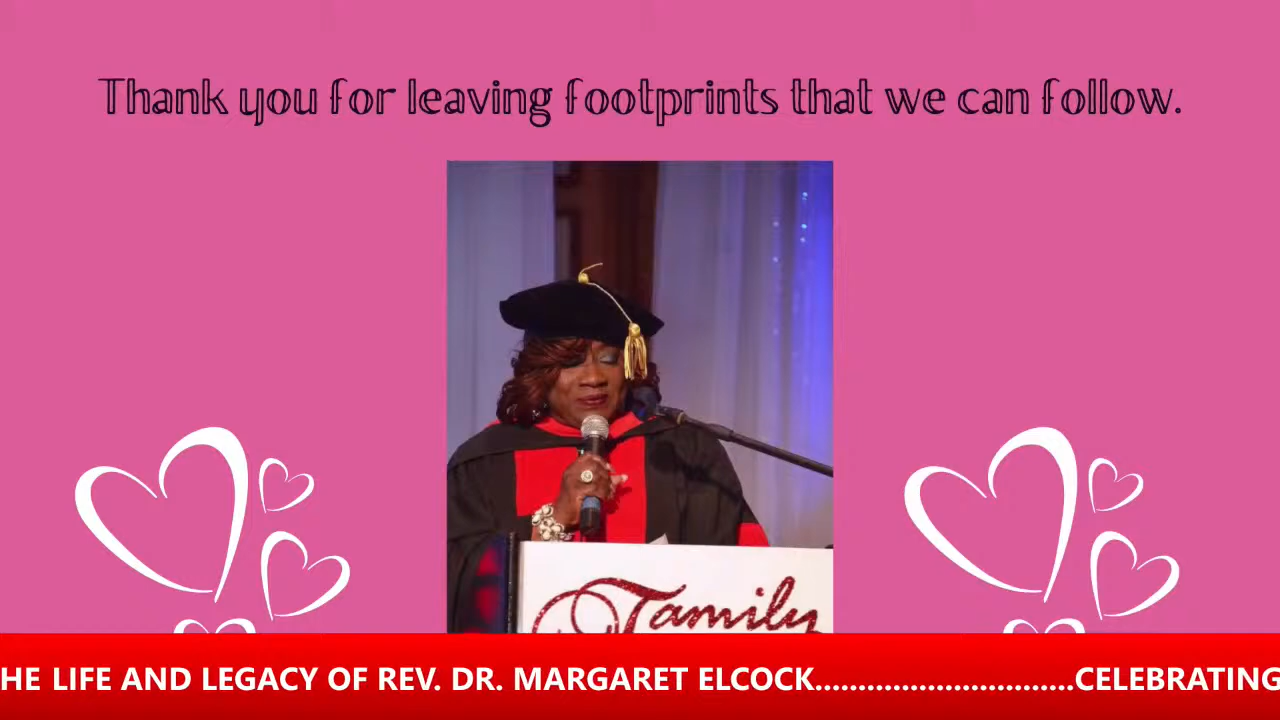 Thank you for leaving footprints that we can follow.
Family
HE LIFE AND LEGACY OF REV. DR. MARGARET ELCOCK..............................CELEBRATING